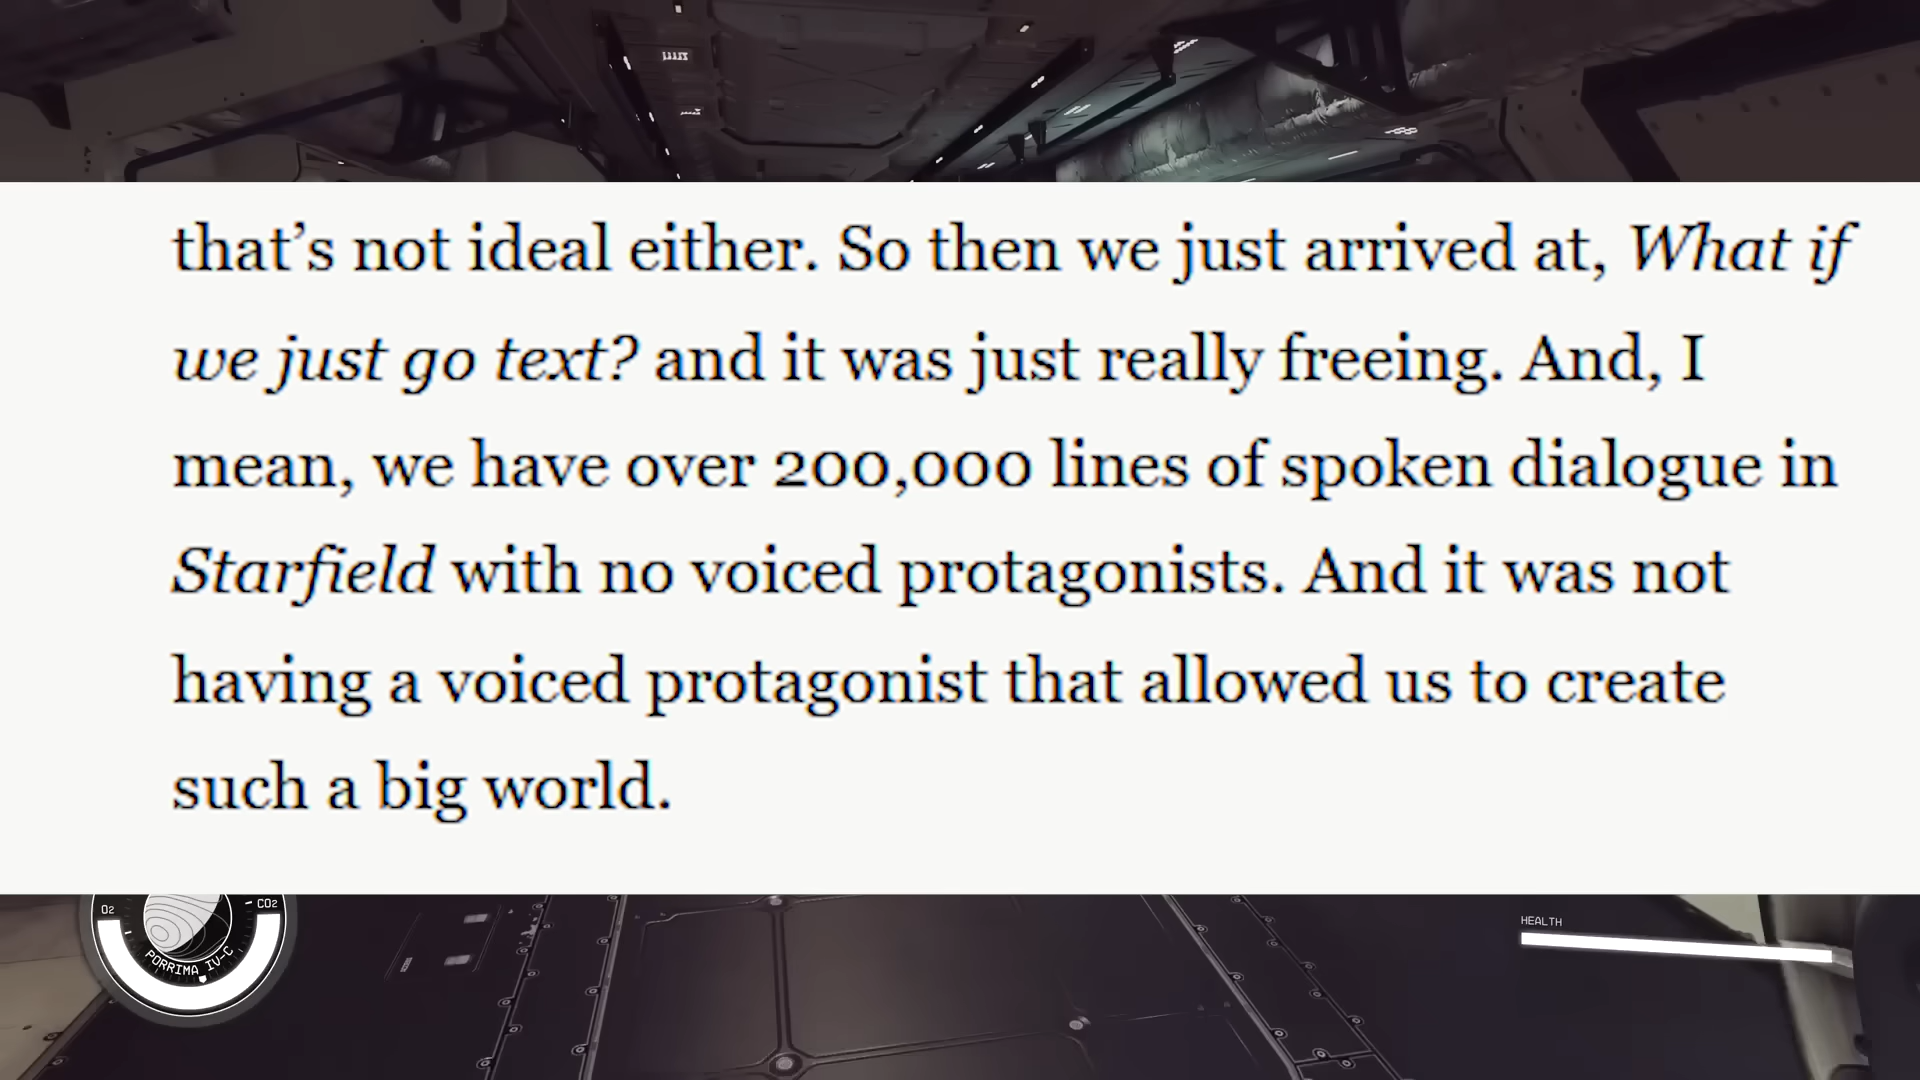 that’s not ideal either. So then we just arrived at, What if
we just go text? and it was just really freeing. And, I
mean, we have over 200,000 lines of spoken dialogue in
Starfield with no voiced protagonists. And it was not
having a voiced protagonist that allowed us to create
such a big world.
O2
CO2
PORRIMA IV-C
HEALTH